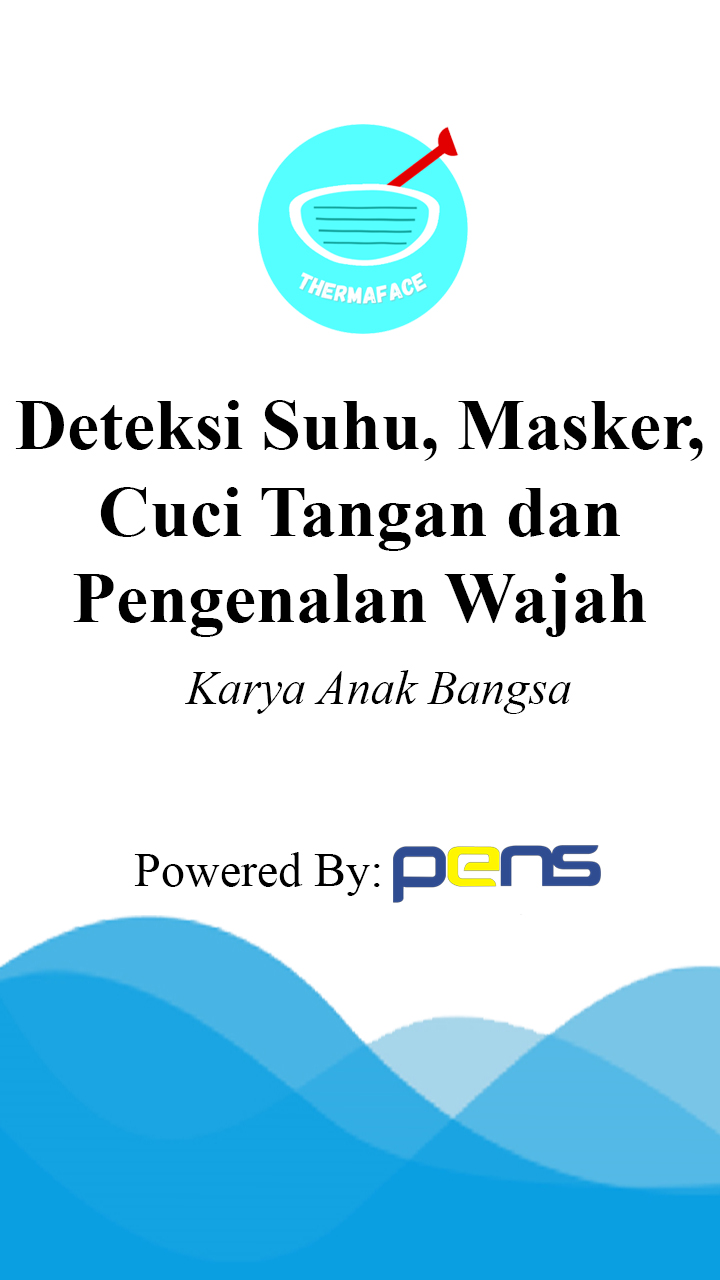 THERMAFACE
Deteksi Suhu, Masker,
Cuci Tangan dan
Pengenalan Wajah
Karya Anak Bangsa
Powered By: pens